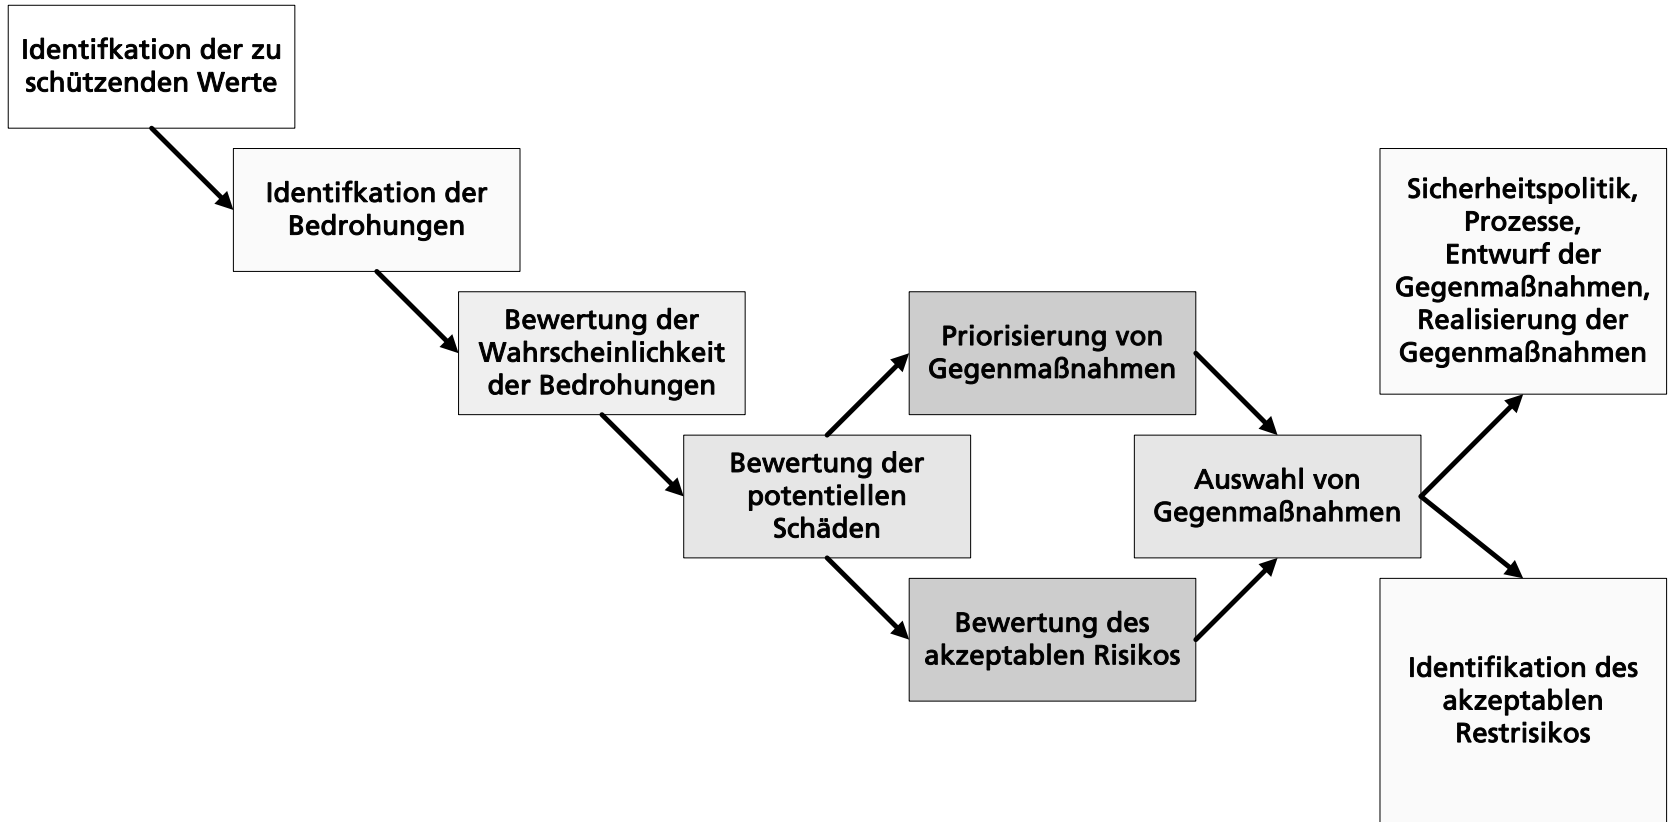 Identifkation der zu
schützenden Werte
Identifkation der
Bedrohungen
Bewertung der
Wahrscheinlichkeit
der Bedrohungen
Bewertung der
potentiellen
Schäden
Priorisierung von
Gegenmaßnahmen
Bewertung des
akzeptablen Risikos
Auswahl von
Gegenmaßnahmen
Sicherheitspolitik,
Prozesse,
Entwurf der
Gegenmaßnahmen,
Realisierung der
Gegenmaßnahmen
Identifikation des
akzeptablen
Restrisikos